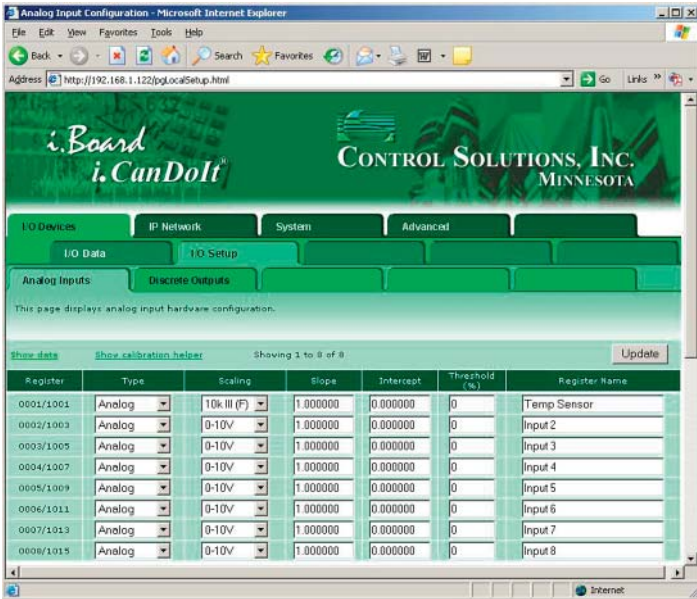 Analog Input Configuration - Microsoft Internet Explorer
File Edit View Favorites Tools Help
Back Search Favorites
Address http://192.168.1.122/pgLocalSetup.html Go Links »
i.Board
i.CanDoIt®
CONTROL SOLUTIONS, INC.
MINNESOTA
I/O Devices IP Network System Advanced
I/O Data I/O Setup
Analog Inputs Discrete Outputs
This page displays analog input hardware configuration.
Show data Show calibration helper Showing 1 to 8 of 8 Update
Register Type Scaling Slope Intercept Threshold (%) Register Name
0001/1001 Analog 10k III (F) 1.000000 0.000000 0 Temp Sensor
0002/1003 Analog 0-10V 1.000000 0.000000 0 Input 2
0003/1005 Analog 0-10V 1.000000 0.000000 0 Input 3
0004/1007 Analog 0-10V 1.000000 0.000000 0 Input 4
0005/1009 Analog 0-10V 1.000000 0.000000 0 Input 5
0006/1011 Analog 0-10V 1.000000 0.000000 0 Input 6
0007/1013 Analog 0-10V 1.000000 0.000000 0 Input 7
0008/1015 Analog 0-10V 1.000000 0.000000 0 Input 8
Internet